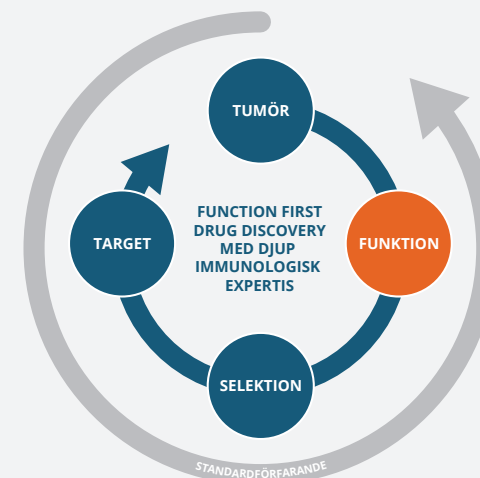 TUMÖR
FUNCTION FIRST
DRUG DISCOVERY
MED DJUP
IMMUNOLOGISK
EXPERTIS
TARGET
FUNKTION
SELEKTION
STANDARDFÖRFARANDE